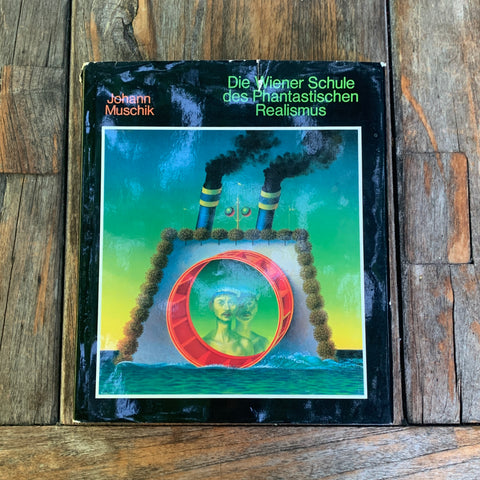 Johann
Muschik
Die Wiener Schule
des Phantastischen
Realismus